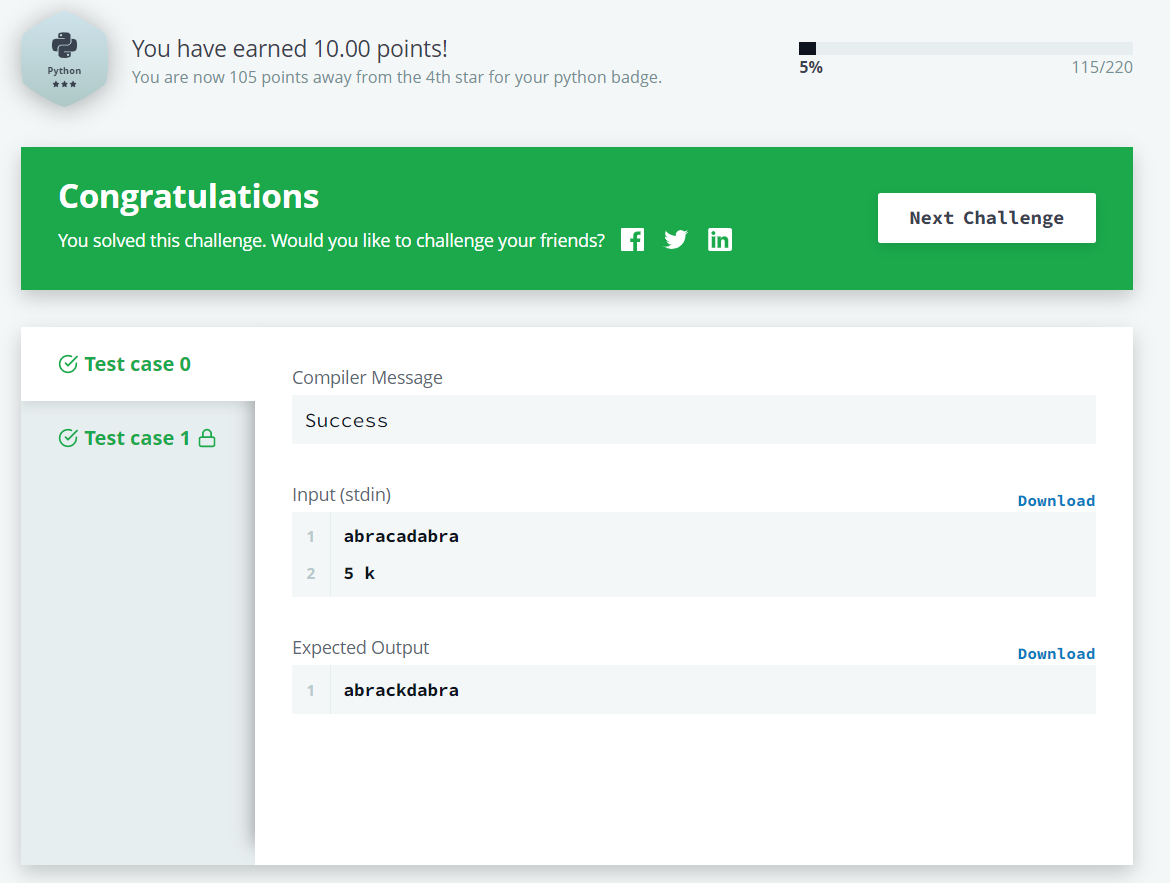 Python
You have earned 10.00 points!
You are now 105 points away from the 4th star for your python badge.
5%
115/220
Congratulations
You solved this challenge. Would you like to challenge your friends?
Next Challenge
Test case 0
Test case 1
Compiler Message
Success
Input (stdin)
Download
1 abracadabra
2 5 k
Expected Output
Download
1 abrackdabra